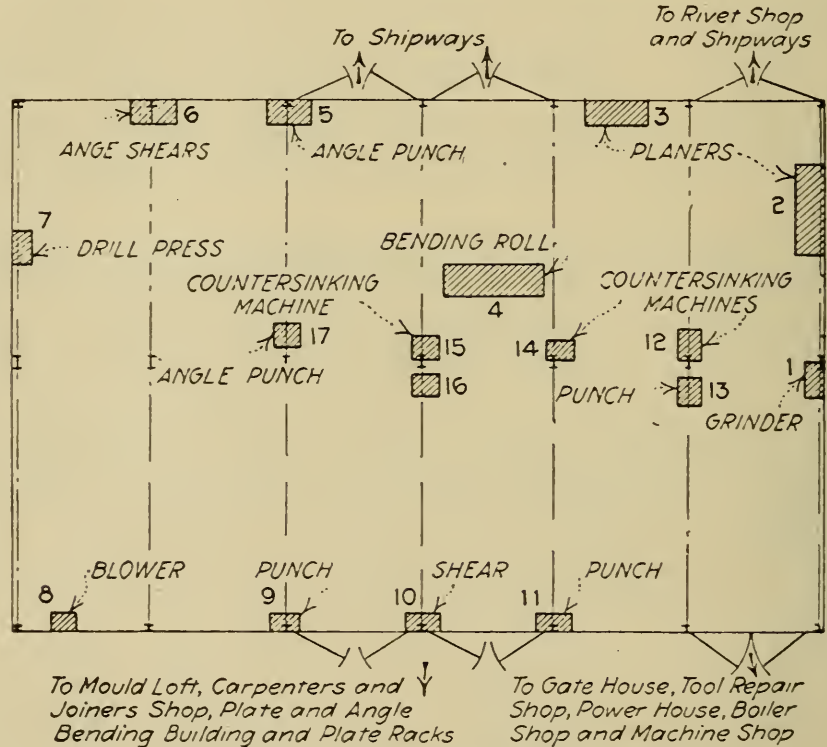 To Shipways
To Rivet Shop
and Shipways
6
5
3
ANGE SHEARS
ANGLE PUNCH
PLANERS
2
7
DRILL PRESS
BENDING ROLL
4
COUNTERSINKING
MACHINE
COUNTERSINKING
MACHINES
17
15
14
12
1
ANGLE PUNCH
16
PUNCH
13
GRINDER
BLOWER
PUNCH
SHEAR
PUNCH
8
9
10
11
To Mould Loft, Carpenters and
Joiners Shop, Plate and Angle
Bending Building and Plate Racks
To Gate House, Tool Repair
Shop, Power House, Boiler
Shop and Machine Shop